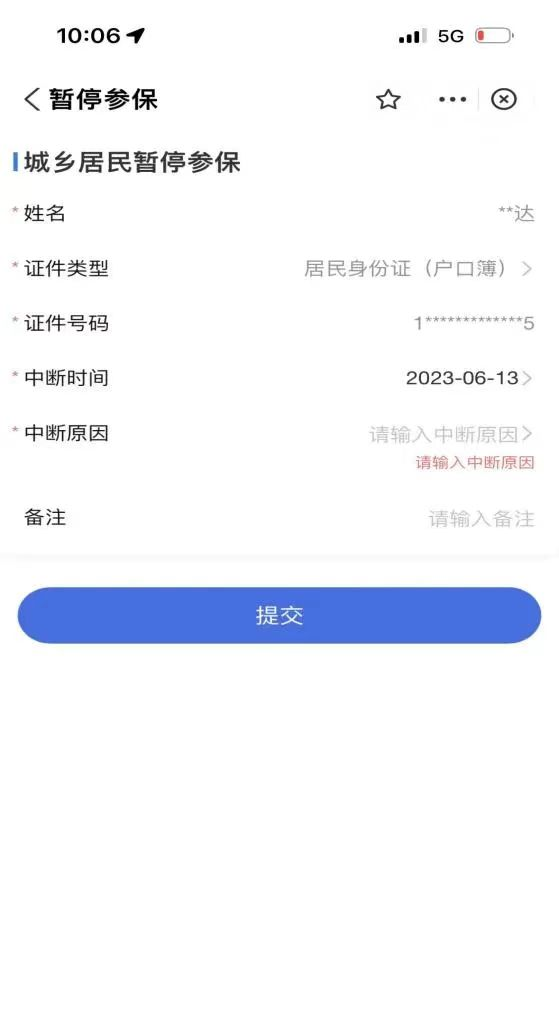 10:06 5G
暂停参保
城乡居民暂停参保
*姓名 **达
*证件类型 居民身份证（户口簿）
*证件号码 1*************5
*中断时间 2023-06-13
*中断原因 请输入中断原因
请输入中断原因
备注 请输入备注
提交